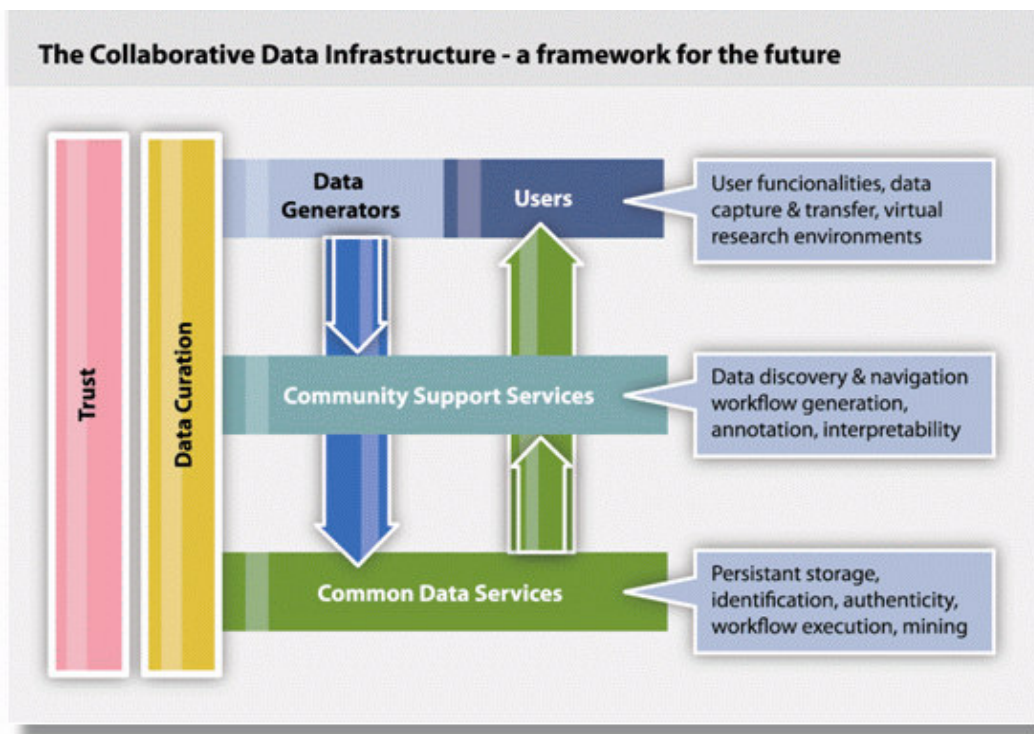 The Collaborative Data Infrastructure - a framework for the future
Trust
Data Curation
Data
Generators
Users
User funcionalities, data
capture & transfer, virtual
research environments
Community Support Services
Data discovery & navigation
workflow generation,
annotation, interpretability
Common Data Services
Persistant storage,
identification, authenticity,
workflow execution, mining